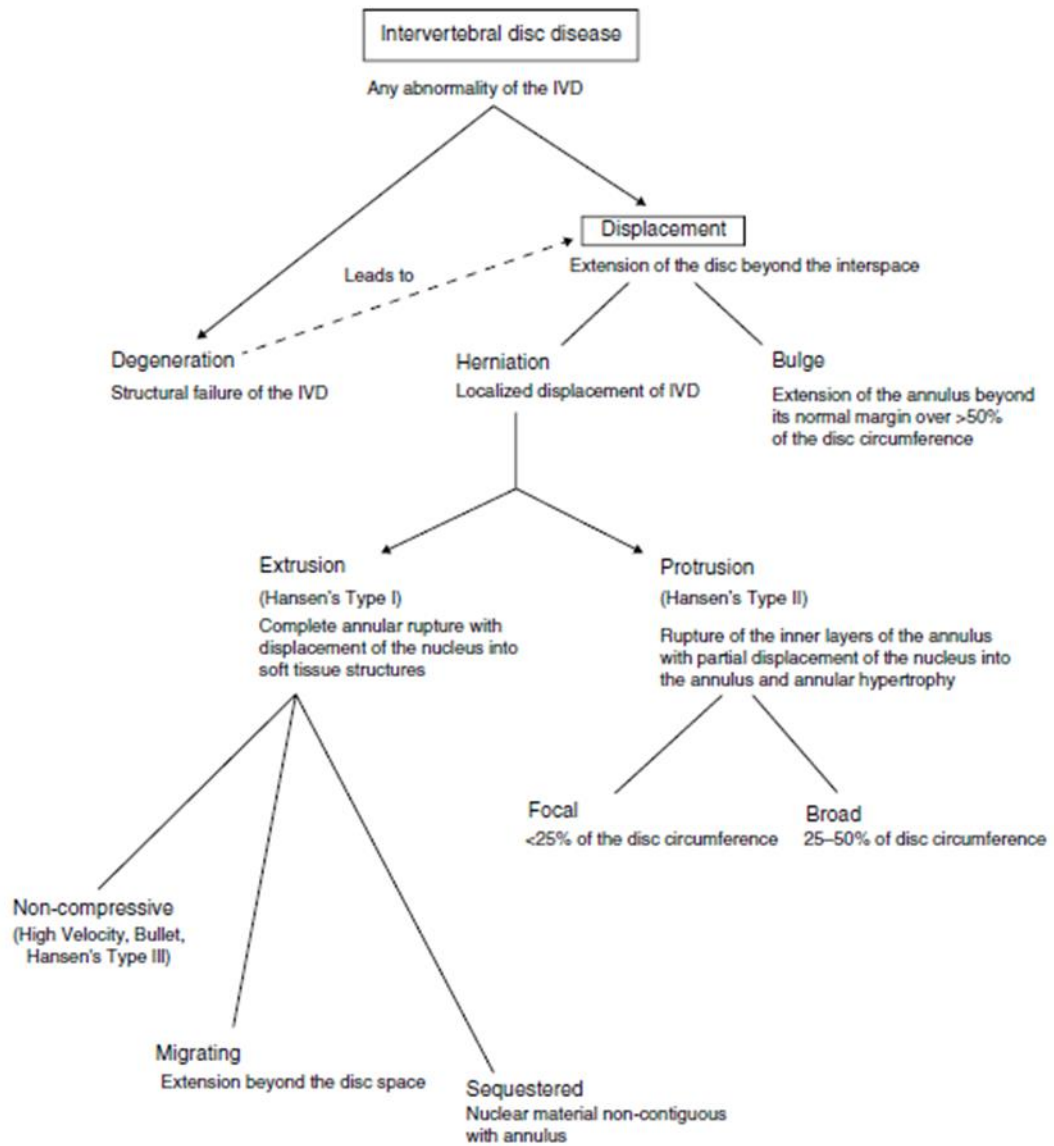 Intervertebral disc disease
Any abnormality of the IVD
Displacement
Extension of the disc beyond the interspace
Leads to
Degeneration
Structural failure of the IVD
Herniation
Localized displacement of IVD
Bulge
Extension of the annulus beyond
its normal margin over >50%
of the disc circumference
Extrusion
(Hansen's Type I)
Complete annular rupture with
displacement of the nucleus into
soft tissue structures
Protrusion
(Hansen's Type II)
Rupture of the inner layers of the annulus
with partial displacement of the nucleus into
the annulus and annular hypertrophy
Focal
<25% of the disc circumference
Broad
25–50% of disc circumference
Non-compressive
(High Velocity, Bullet,
Hansen's Type III)
Migrating
Extension beyond the disc space
Sequestered
Nuclear material non-contiguous
with annulus